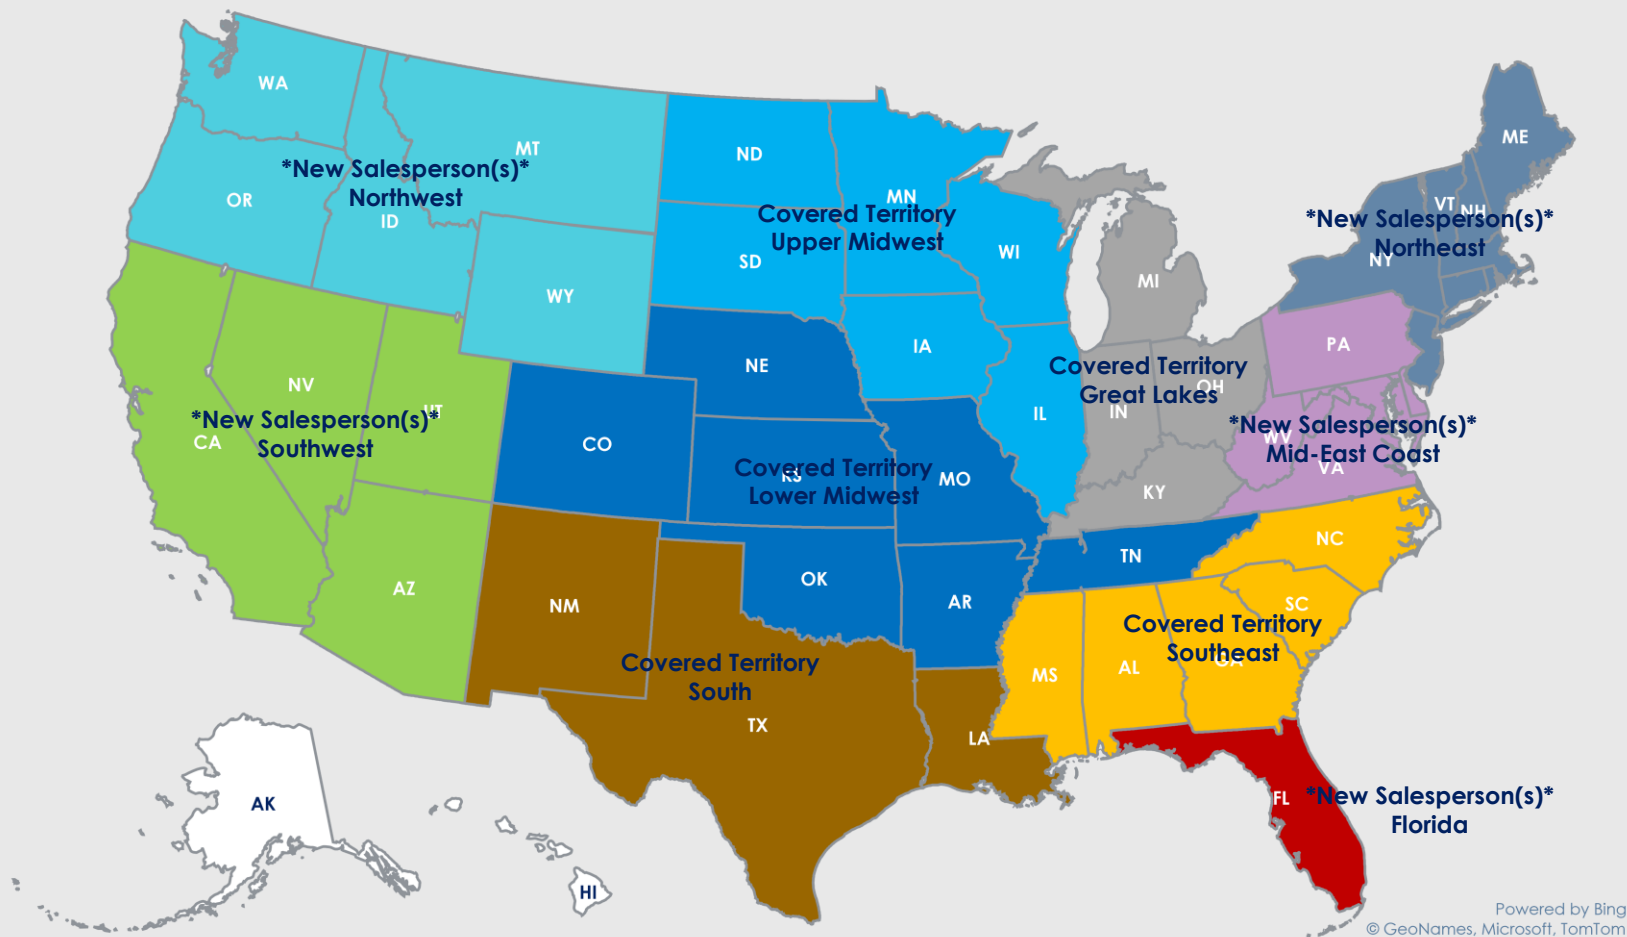 WA
MT
*New Salesperson(s)*
Northwest
OR
ID
WY
ND
MN
Covered Territory
Upper Midwest
SD
WI
IA
IL
MI
ME
VT
NH
*New Salesperson(s)*
Northeast
NY
PA
NE
Covered Territory
Great Lakes
OH
IN
KY
NV
UT
*New Salesperson(s)*
Southwest
CA
AZ
CO
Covered Territory
KS
Lower Midwest
MO
*New Salesperson(s)*
WV
Mid-East Coast
VA
OK
AR
TN
NC
SC
Covered Territory
Southeast
GA
MS
AL
NM
Covered Territory
South
TX
LA
FL
*New Salesperson(s)*
Florida
AK
HI
Powered by Bing
© GeoNames, Microsoft, TomTom